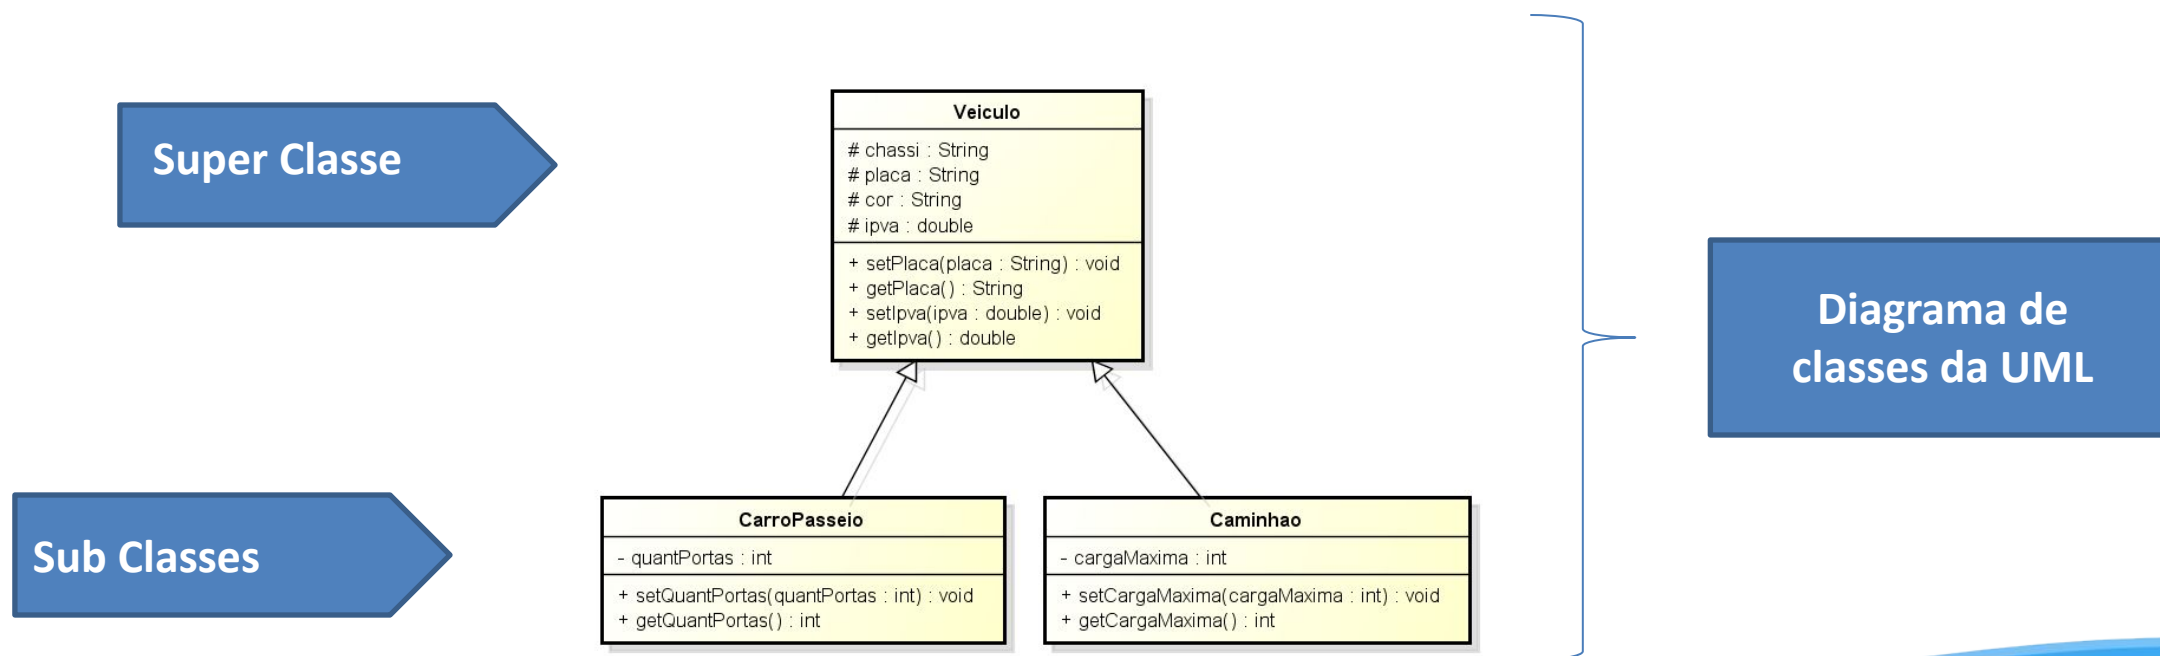 Super Classe
Veiculo
# chassi : String
# placa : String
# cor : String
# ipva : double
+ setPlaca(placa : String) : void
+ getPlaca() : String
+ setIpva(ipva : double) : void
+ getIpva() : double
Diagrama de
classes da UML
Sub Classes
CarroPasseio
- quantPortas : int
+ setQuantPortas(quantPortas : int) : void
+ getQuantPortas() : int
Caminhao
- cargaMaxima : int
+ setCargaMaxima(cargaMaxima : int) : void
+ getCargaMaxima() : int